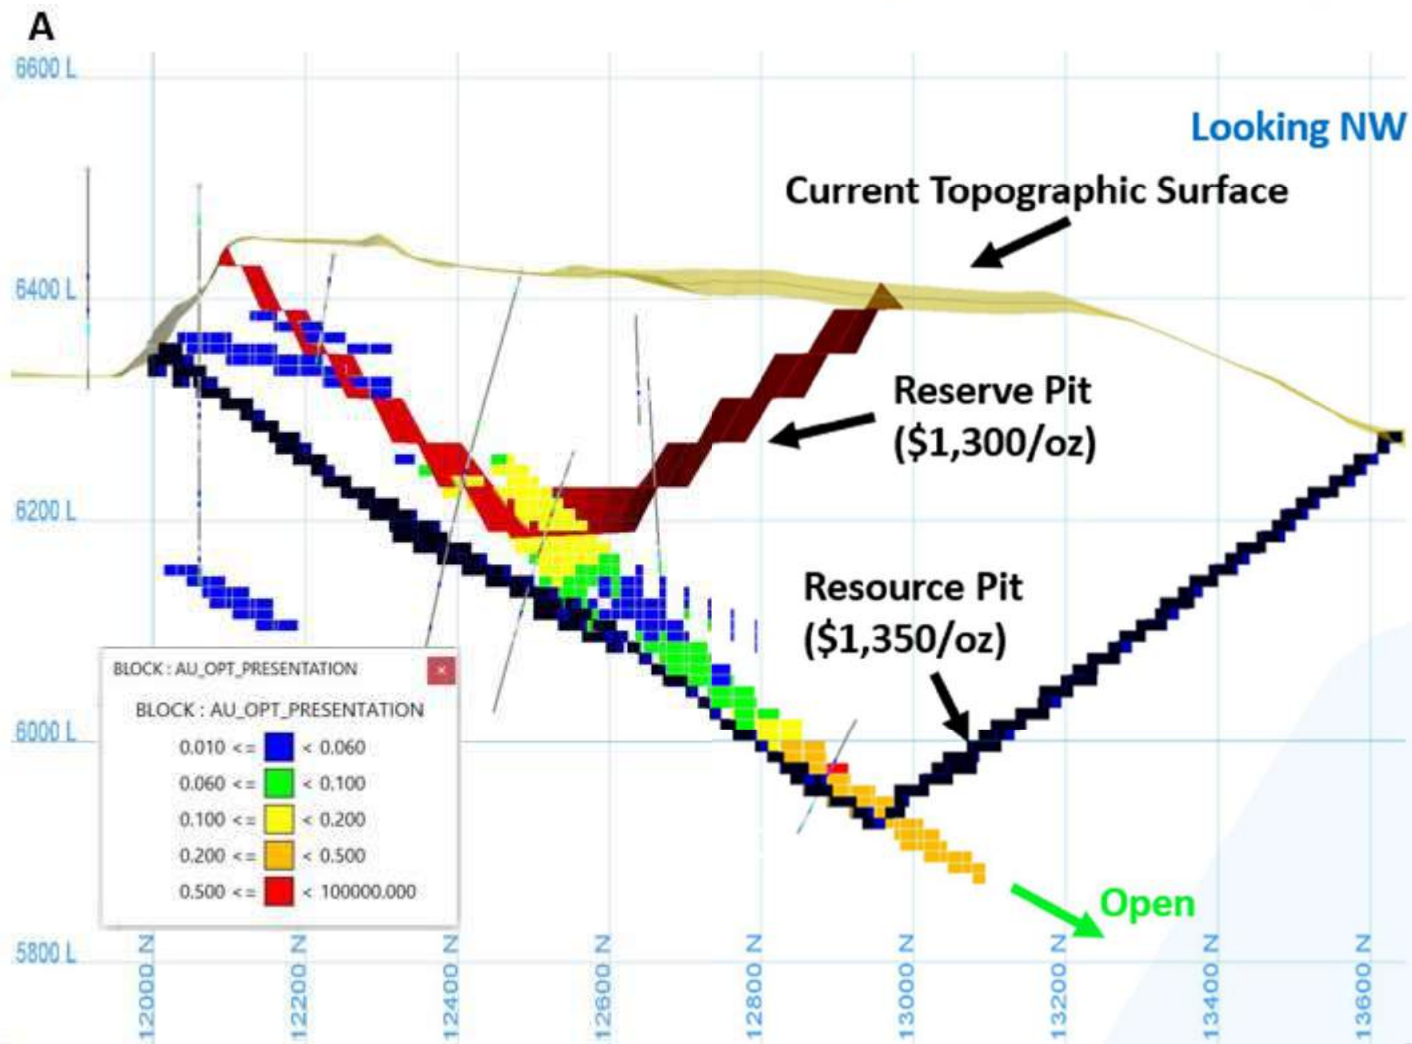 A
6600 L
Looking NW
Current Topographic Surface
6400 L
Reserve Pit
($1,300/oz)
6200 L
Resource Pit
($1,350/oz)
BLOCK : AU_OPT_PRESENTATION
×
BLOCK : AU_OPT_PRESENTATION
0.010 <= < 0.060
0.060 <= < 0.100
0.100 <= < 0.200
0.200 <= < 0.500
0.500 <= < 100000.000
6000 L
Open
5800 L
12000 N
12200 N
12400 N
12600 N
12800 N
13000 N
13200 N
13400 N
13600 N